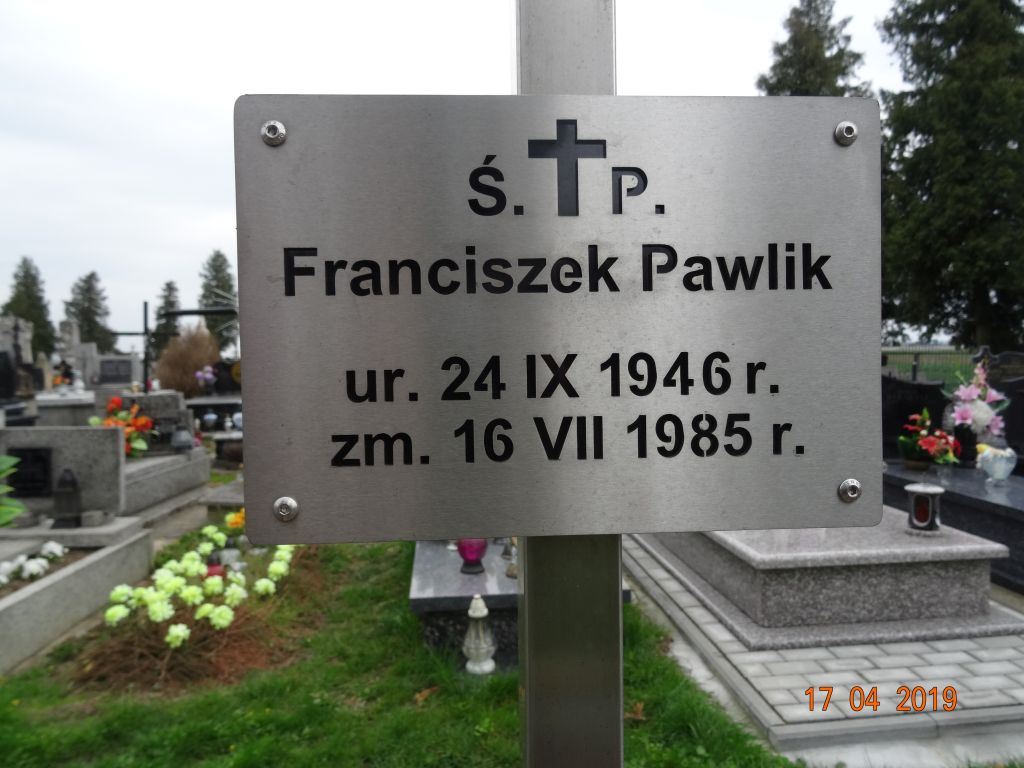 Ś. P.
Franciszek Pawlik
ur. 24 IX 1946 r.
zm. 16 VII 1985 r.
17 04 2019